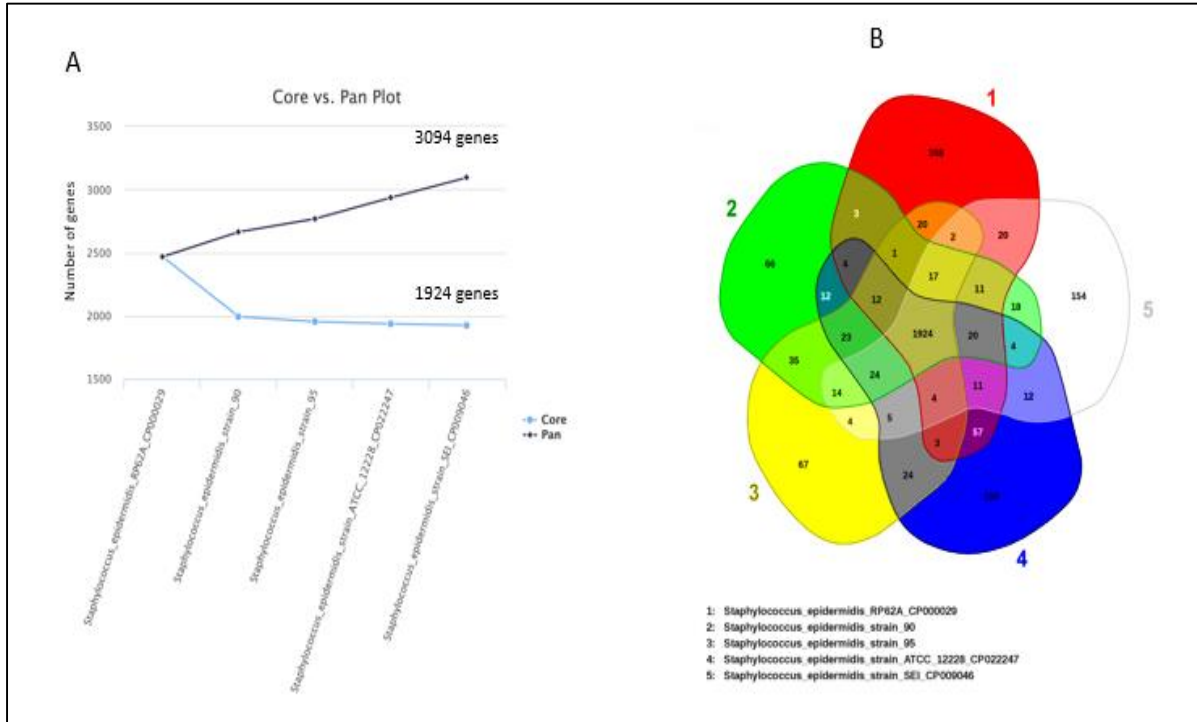 A
Core vs. Pan Plot
3500
3094 genes
3000
Number of genes
2500
1924 genes
2000
1500
Core
Pan
Staphylococcus_epidermidis_RP62A_CP000029
Staphylococcus_epidermidis_strain_90
Staphylococcus_epidermidis_strain_95
Staphylococcus_epidermidis_strain_ATCC_12228_CP022247
Staphylococcus_epidermidis_strain_SEI_CP009046
B
1
2
3
20
2
20
66
4
1
17
11
18
154
5
12
12
1924
20
4
23
35
24
11
12
14
4
4
5
3
57
67
24
3
4
1: Staphylococcus_epidermidis_RP62A_CP000029
2: Staphylococcus_epidermidis_strain_90
3: Staphylococcus_epidermidis_strain_95
4: Staphylococcus_epidermidis_strain_ATCC_12228_CP022247
5: Staphylococcus_epidermidis_strain_SEI_CP009046